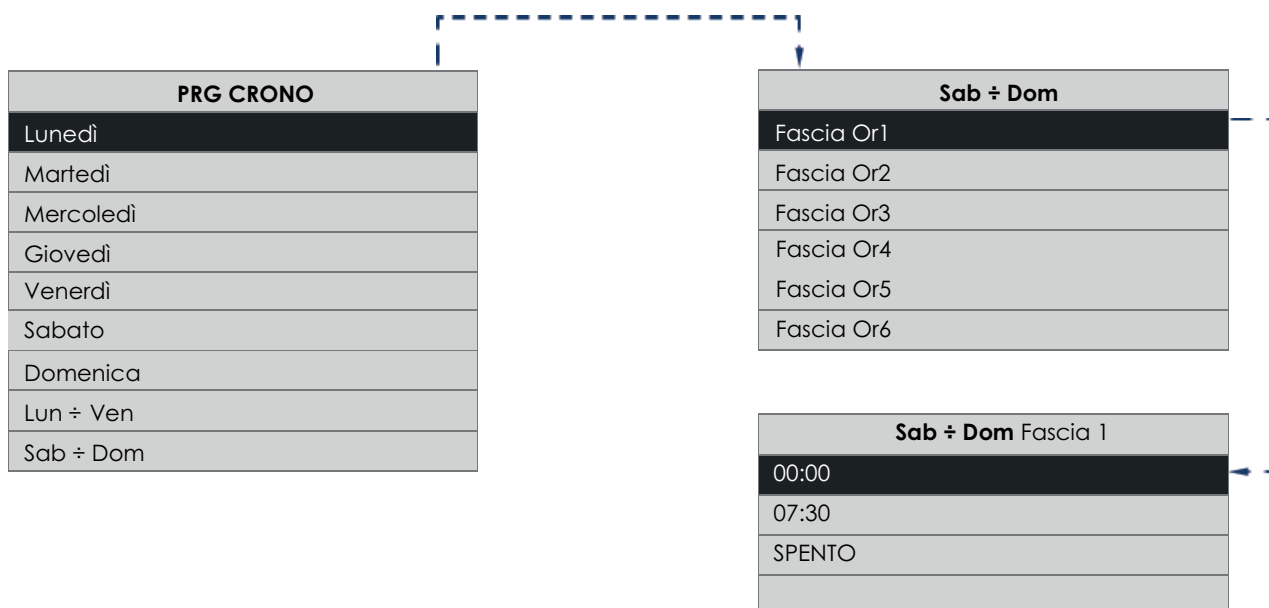 PRG CRONO
Lunedì
Martedì
Mercoledì
Giovedì
Venerdì
Sabato
Domenica
Lun ÷ Ven
Sab ÷ Dom
Sab ÷ Dom
Fascia Or1
Fascia Or2
Fascia Or3
Fascia Or4
Fascia Or5
Fascia Or6
Sab ÷ Dom Fascia 1
00:00
07:30
SPENTO